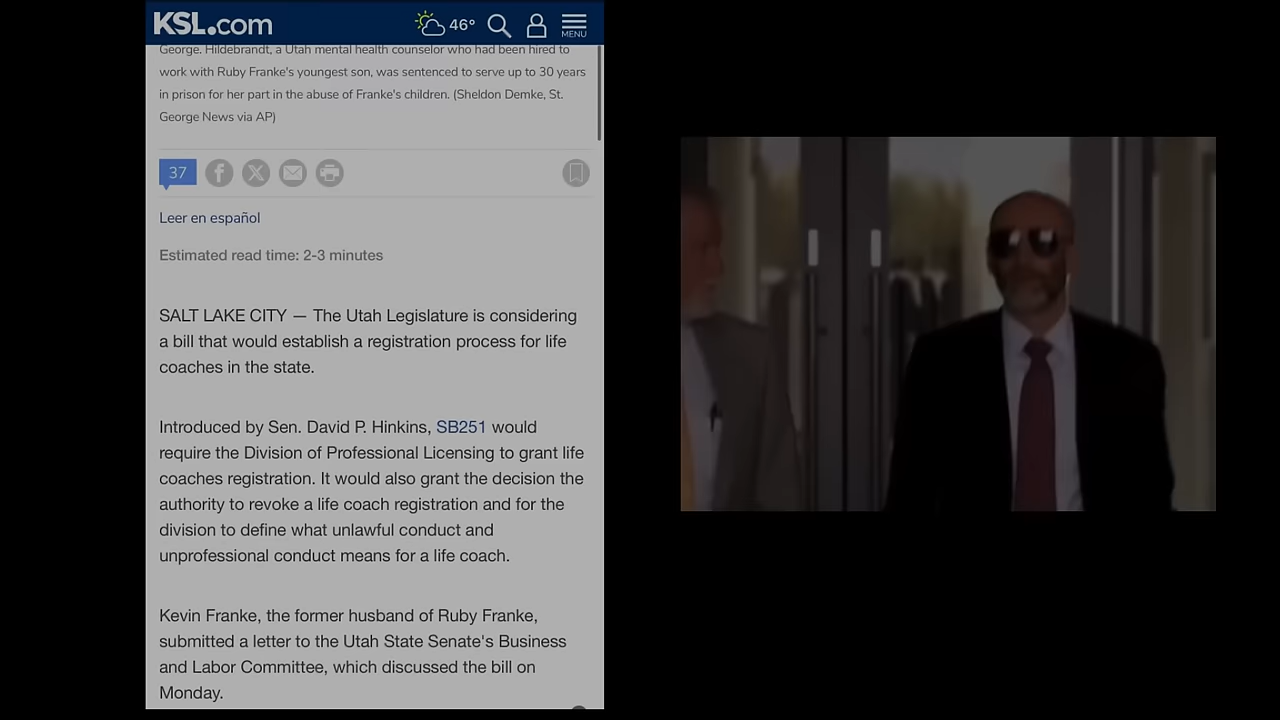 KSL.com 46° MENU
George. Hildebrandt, a Utah mental health counselor who had been hired to
work with Ruby Franke's youngest son, was sentenced to serve up to 30 years
in prison for her part in the abuse of Franke's children. (Sheldon Demke, St.
George News via AP)
37
Leer en español
Estimated read time: 2-3 minutes
SALT LAKE CITY — The Utah Legislature is considering
a bill that would establish a registration process for life
coaches in the state.
Introduced by Sen. David P. Hinkins, SB251 would
require the Division of Professional Licensing to grant life
coaches registration. It would also grant the decision the
authority to revoke a life coach registration and for the
division to define what unlawful conduct and
unprofessional conduct means for a life coach.
Kevin Franke, the former husband of Ruby Franke,
submitted a letter to the Utah State Senate's Business
and Labor Committee, which discussed the bill on
Monday.